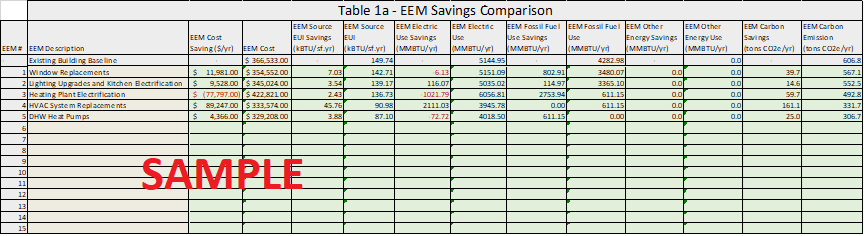 Table 1a - EEM Savings Comparison
EEM # EEM Description EEM Cost Saving ($/yr) EEM Cost EEM Source EUI Savings (kBTU/sf.yr) EEM Source EUI (kBTU/sf.yr) EEM Electric Use Savings (MMBTU/yr) EEM Electric Use (MMBTU/yr) EEM Fossil Fuel Use Savings (MMBTU/yr) EEM Fossil Fuel Use (MMBTU/yr) EEM Other Energy Savings (MMBTU/yr) EEM Other Energy Use (MMBTU/yr) EEM Carbon Savings (tons CO2e/yr) EEM Carbon Emission (tons CO2e/yr)
Existing Building Baseline - $ 366,533.00 - 149.74 - 5144.95 - 4282.98 - 0.0 - 606.8
1 Window Replacements $ 11,981.00 $ 354,552.00 7.03 142.71 6.13 5151.09 802.91 3480.07 0.0 0.0 39.7 567.1
2 Lighting Upgrades and Kitchen Electrification $ 9,528.00 $ 345,024.00 3.54 139.17 116.07 5035.02 114.97 3365.10 0.0 0.0 14.6 552.5
3 Heating Plant Electrification $ (77,797.00) $ 422,821.00 2.43 136.73 -1021.79 6056.81 2753.94 611.15 0.0 0.0 59.7 492.8
4 HVAC System Replacements $ 89,247.00 $ 333,574.00 45.76 90.98 2111.03 3945.78 0.00 611.15 0.0 0.0 161.1 331.7
5 DHW Heat Pumps $ 4,366.00 $ 329,208.00 3.88 87.10 -72.72 4018.50 611.15 0.00 0.0 0.0 25.0 306.7
6
7
8
9
10
SAMPLE
11
12
13
14
15